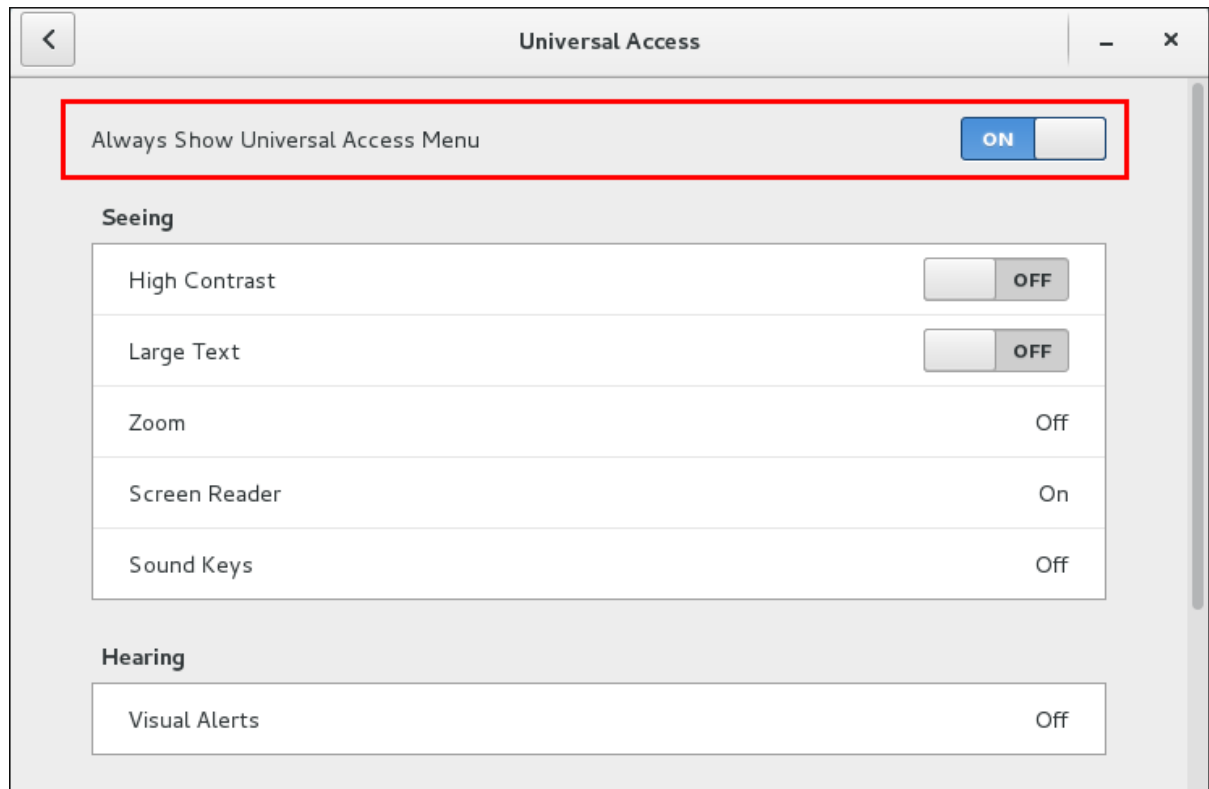 Universal Access
Always Show Universal Access Menu ON
Seeing
High Contrast OFF
Large Text OFF
Zoom Off
Screen Reader On
Sound Keys Off
Hearing
Visual Alerts Off